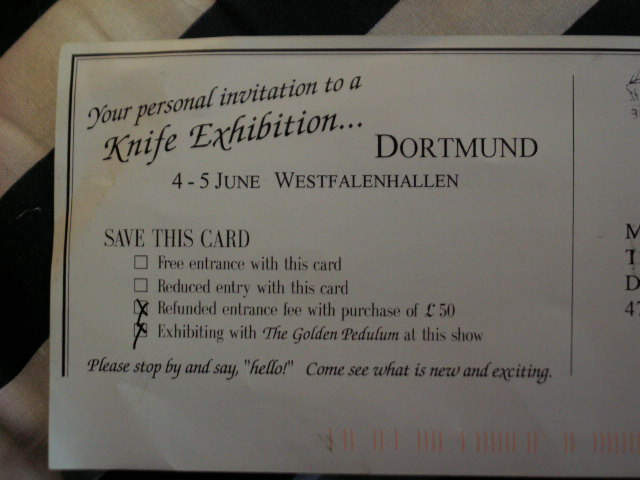 Your personal invitation to a
Knife Exhibition...
DORTMUND
4 - 5 JUNE WESTFALENHALLEN
SAVE THIS CARD
Free entrance with this card
Reduced entry with this card
Refunded entrance fee with purchase of £ 50
Exhibiting with The Golden Pedulum at this show
Please stop by and say, "hello!" Come see what is new and exciting.